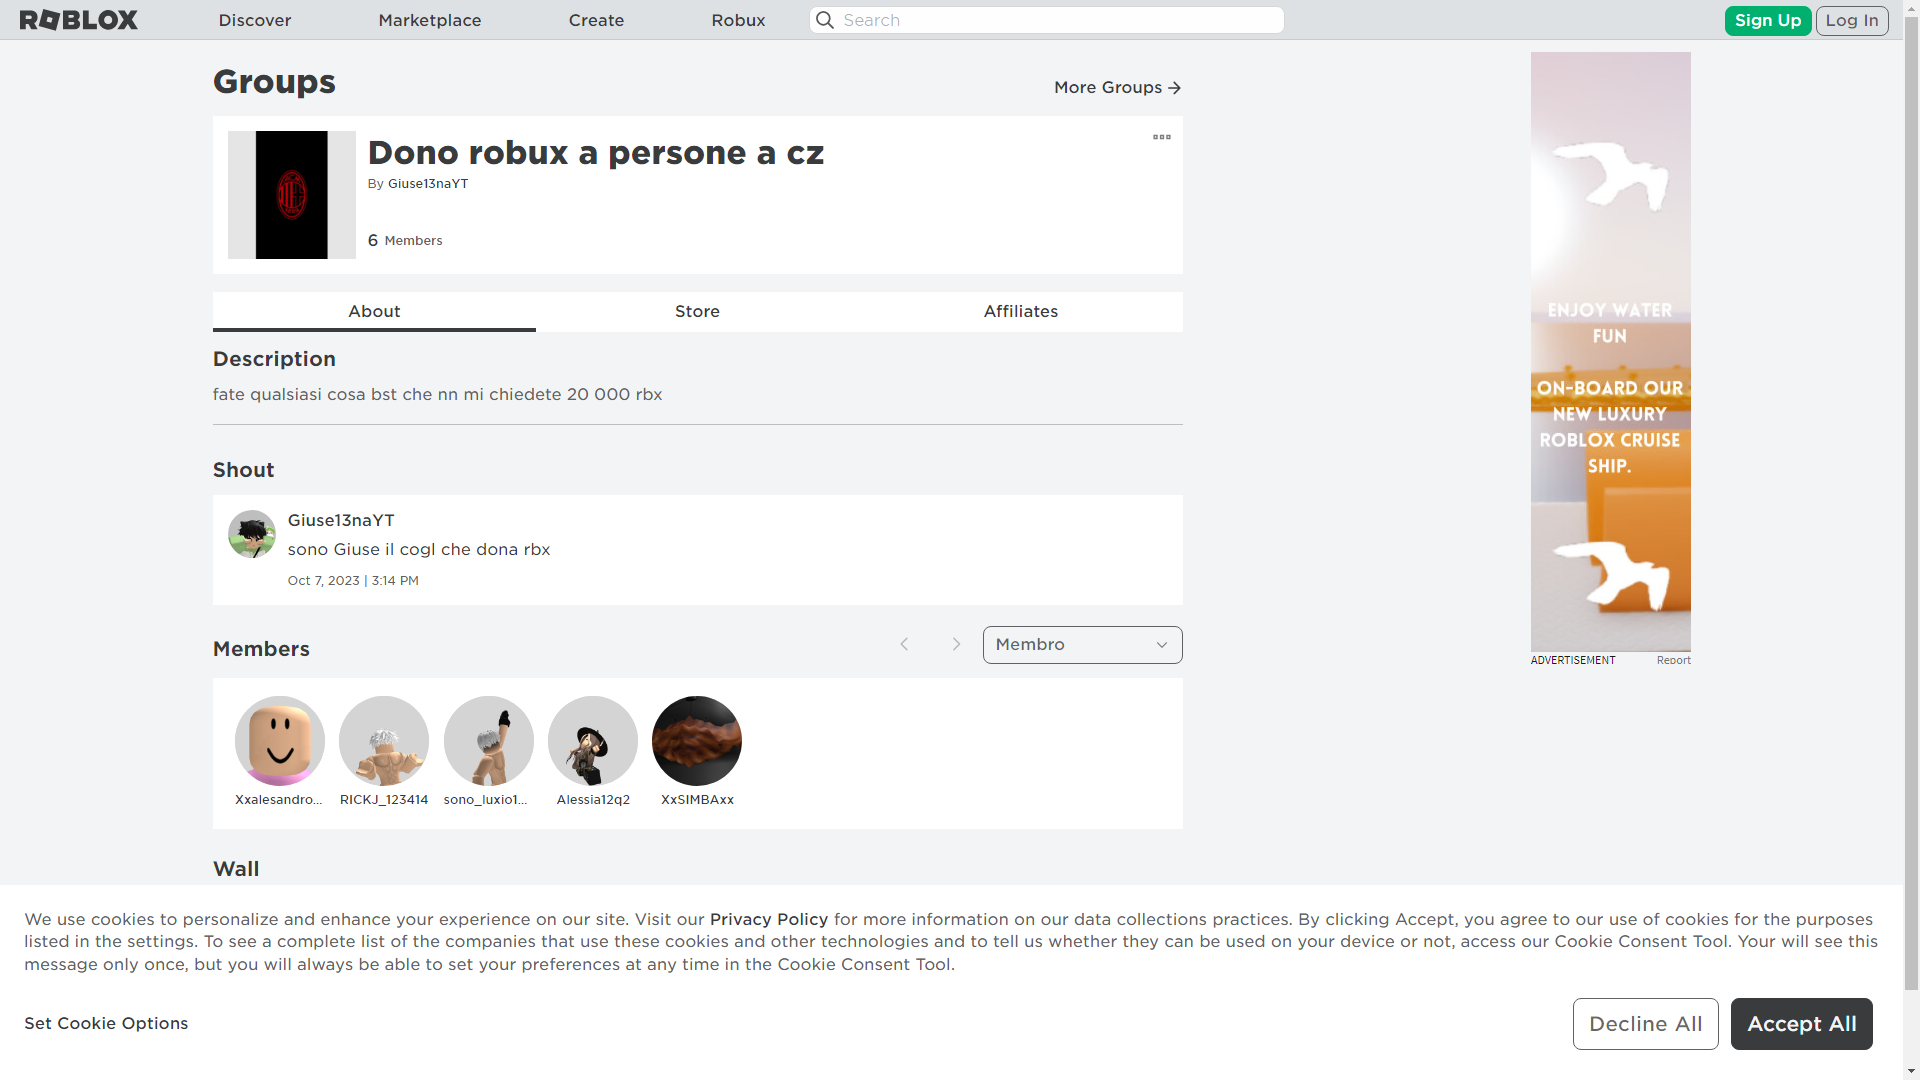 ROBLOX
Discover
Marketplace
Create
Robux
Search
Sign Up
Log In
Groups
More Groups
Dono robux a persone a cz
By Giuse13naYT
6 Members
About
Store
Affiliates
Description
fate qualsiasi cosa bst che nn mi chiedete 20 000 rbx
Shout
Giuse13naYT
sono Giuse il cogl che dona rbx
Oct 7, 2023 | 3:14 PM
Members
Membro
Xxalesandro...
RICKJ_123414
sono_luxio1...
Alessia12q2
XxSIMBAxx
Wall
ENJOY WATER
FUN
ON-BOARD OUR
NEW LUXURY
ROBLOX CRUISE
SHIP.
ADVERTISEMENT
Report
We use cookies to personalize and enhance your experience on our site. Visit our Privacy Policy for more information on our data collections practices. By clicking Accept, you agree to our use of cookies for the purposes
listed in the settings. To see a complete list of the companies that use these cookies and other technologies and to tell us whether they can be used on your device or not, access our Cookie Consent Tool. Your will see this
message only once, but you will always be able to set your preferences at any time in the Cookie Consent Tool.
Set Cookie Options
Decline All
Accept All